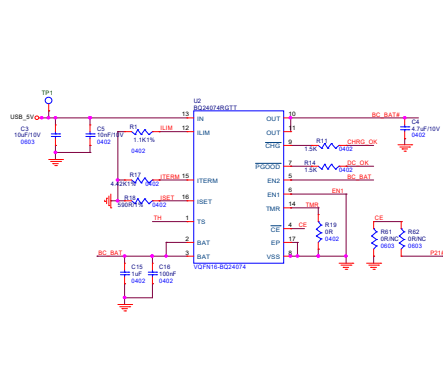 TP1
USB_5V
C3
10uF/10V
0603
C5
10nF/10V
0402
R1
1.1K1%
0402
ILIM
R17
4.42K1%
0402
ITERM
R18
590R/1%
0402
ISET
TH
BC_BAT
C15
1uF
0402
C16
100nF
0402
U2
BQ24074RGTT
13 IN
12 ILIM
15 ITERM
16 ISET
1 TS
2 BAT
3 BAT
OUT 10
OUT 11
CHG 9
PGOOD 7
EN2 5
EN1 6
TMR 14
CE 4
EP 17
VSS 8
VQFN16-BQ24074
BC_BAT#
C4
4.7uF/10V
0402
R11
1.5K 0402
CHRG_OK
R14
1.5K 0402
DC_OK
BC_BAT
EN1
TMR
CE
R19
0R
0402
CE
R61
0R/NC
0603
R62
0R/NC
0603